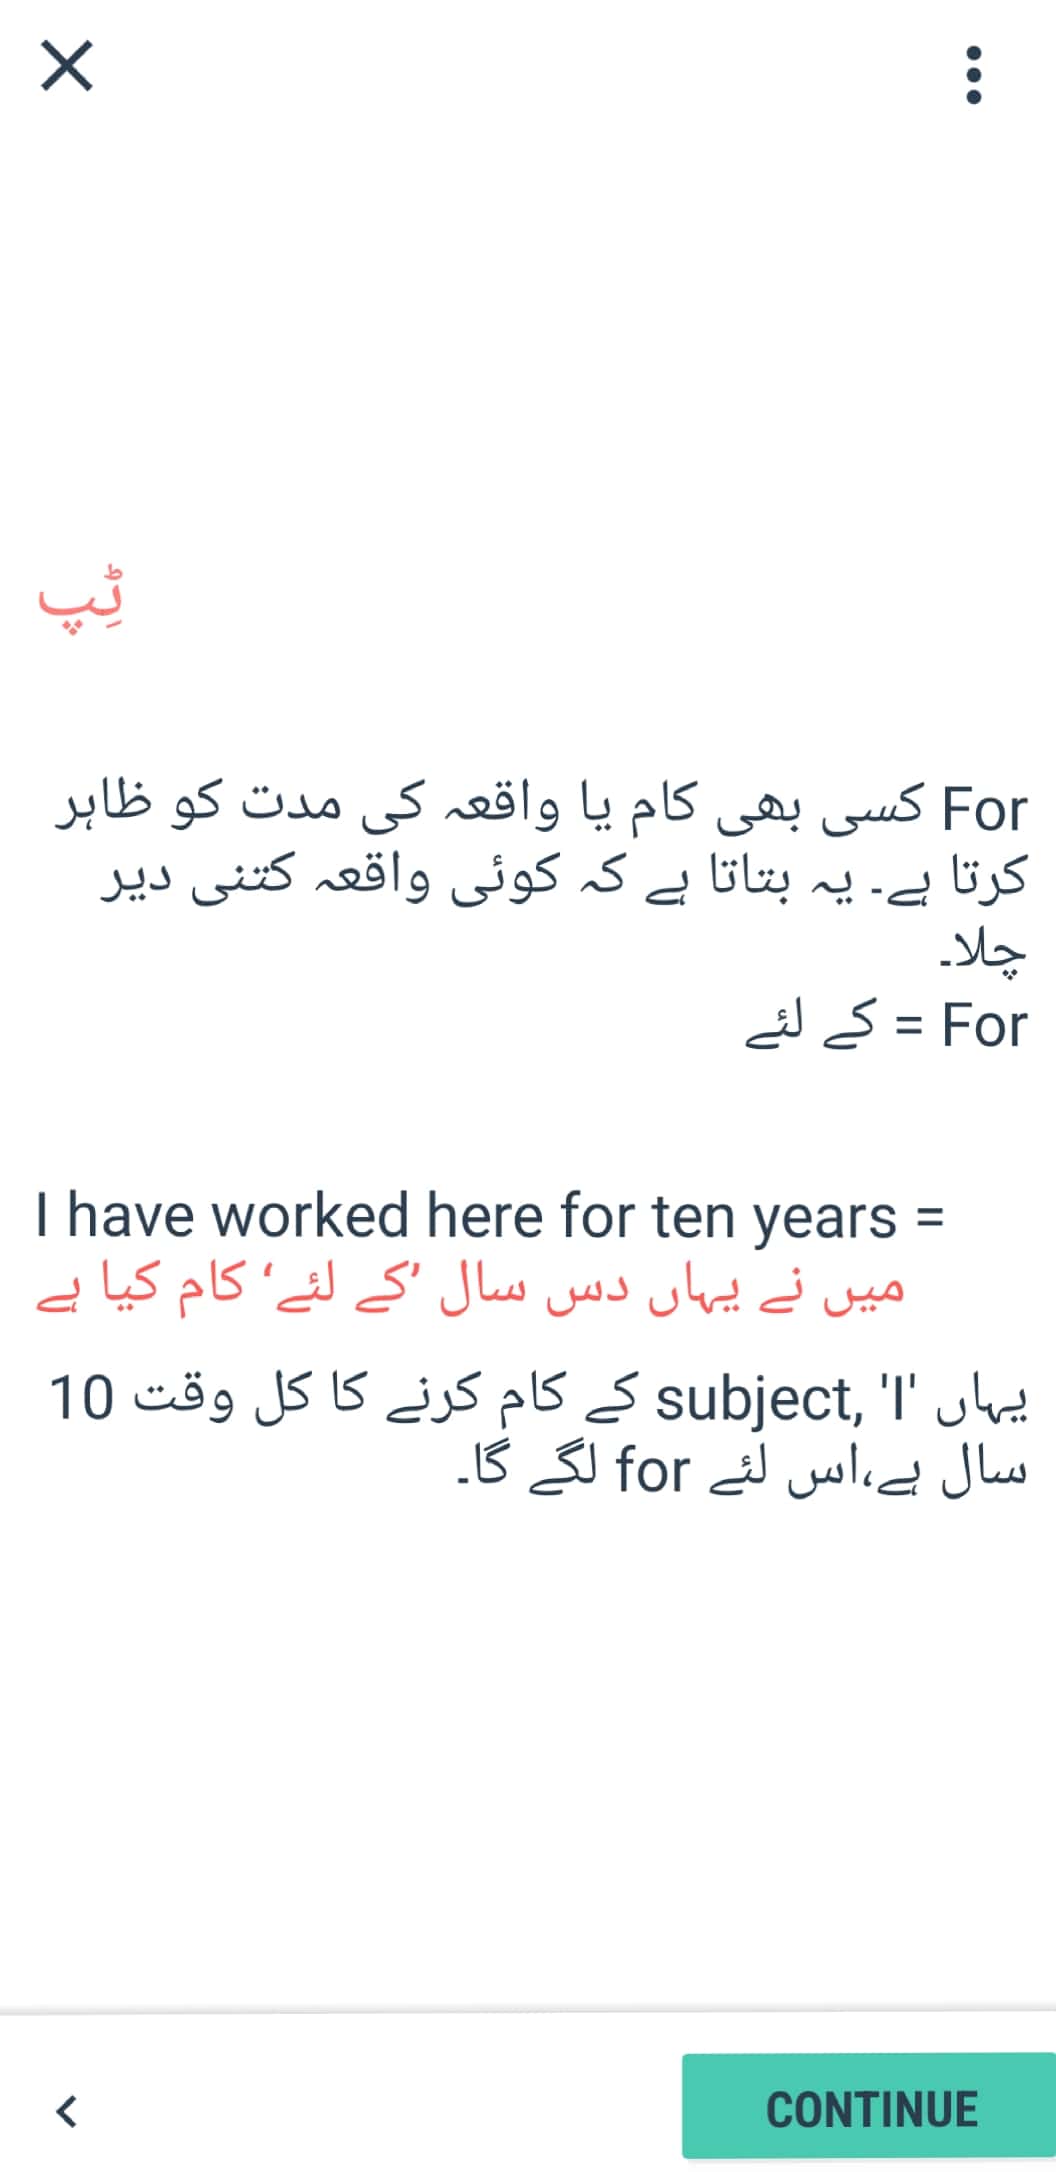 ٹِپ
For کسی بھی کام یا واقعہ کی مدت کو ظاہر
کرتا ہے۔ یہ بتاتا ہے کہ کوئی واقعہ کتنی دیر
چلا۔
For = کے لئے
I have worked here for ten years =
میں نے یہاں دس سال ’کے لئے‘ کام کیا ہے
یہاں subject, 'I' کے کام کرنے کا کل وقت 10
سال ہے،اس لئے for لگے گا۔
CONTINUE